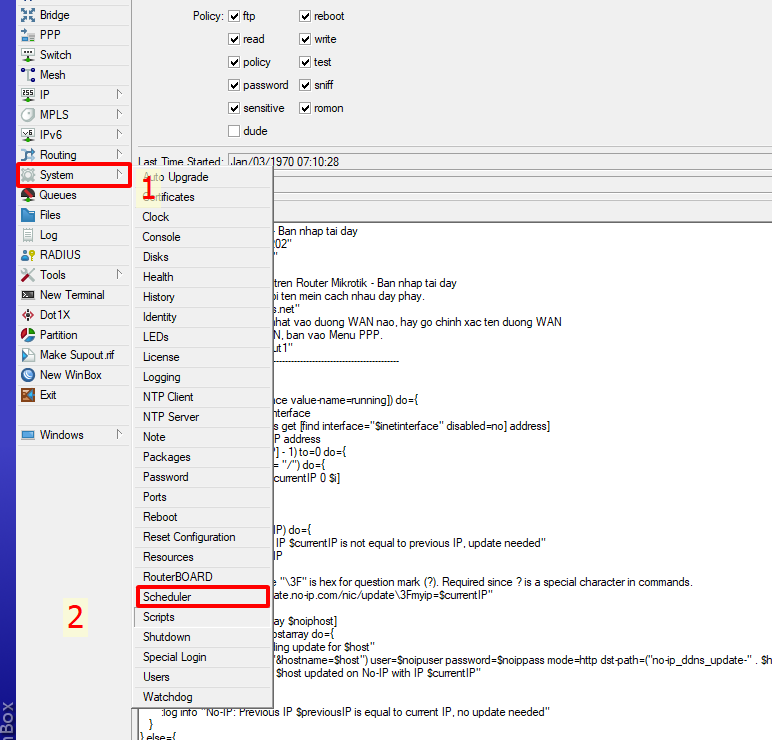 Bridge
PPP
Switch
Mesh
IP
MPLS
IPv6
Routing
System
Queues
Files
Log
RADIUS
Tools
New Terminal
Dot1X
Partition
Make Supout.rif
New WinBox
Exit
Windows
Policy: ftp reboot
read write
policy test
password sniff
sensitive romon
dude
Last Time Started: Jan/03/1970 07:10:28
1
Auto Upgrade
Certificates
Clock
Console
Disks
Health
History
Identity
LEDs
License
Logging
NTP Client
NTP Server
Note
Packages
Password
Ports
Reboot
Reset Configuration
Resources
RouterBOARD
Scheduler
Scripts
Shutdown
Special Login
Users
Watchdog
2
- Ban nhap tai day
02"
"
tren Router Mikrotik - Ban nhap tai day
oi ten mein cach nhau day phay.
s.net"
nhat vao duong WAN nao, hay go chinh xac ten duong WAN
N, ban vao Menu PPP.
ut1"
------------------------------------------
nce value-name=running]) do={
nterface
s get [find interface="$inetinterface" disabled=no] address]
IP address
] - 1) to=0 do={
= "/") do={
currentIP 0 $i]
IP) do={
IP $currentIP is not equal to previous IP, update needed"
IP
e "\3F" is hex for question mark (?). Required since ? is a special character in commands.
ate.no-ip.com/nic/update\3Fmyip=$currentIP"
ay $noiphost]
ostarray do={
ling update for $host"
"&hostname=$host") user=$noipuser password=$noippass mode=http dst-path=("no-ip_ddns_update-" . $h
$host updated on No-IP with IP $currentIP"
:log info "No-IP: Previous IP $previousIP is equal to current IP, no update needed"
}
} else={
nBox